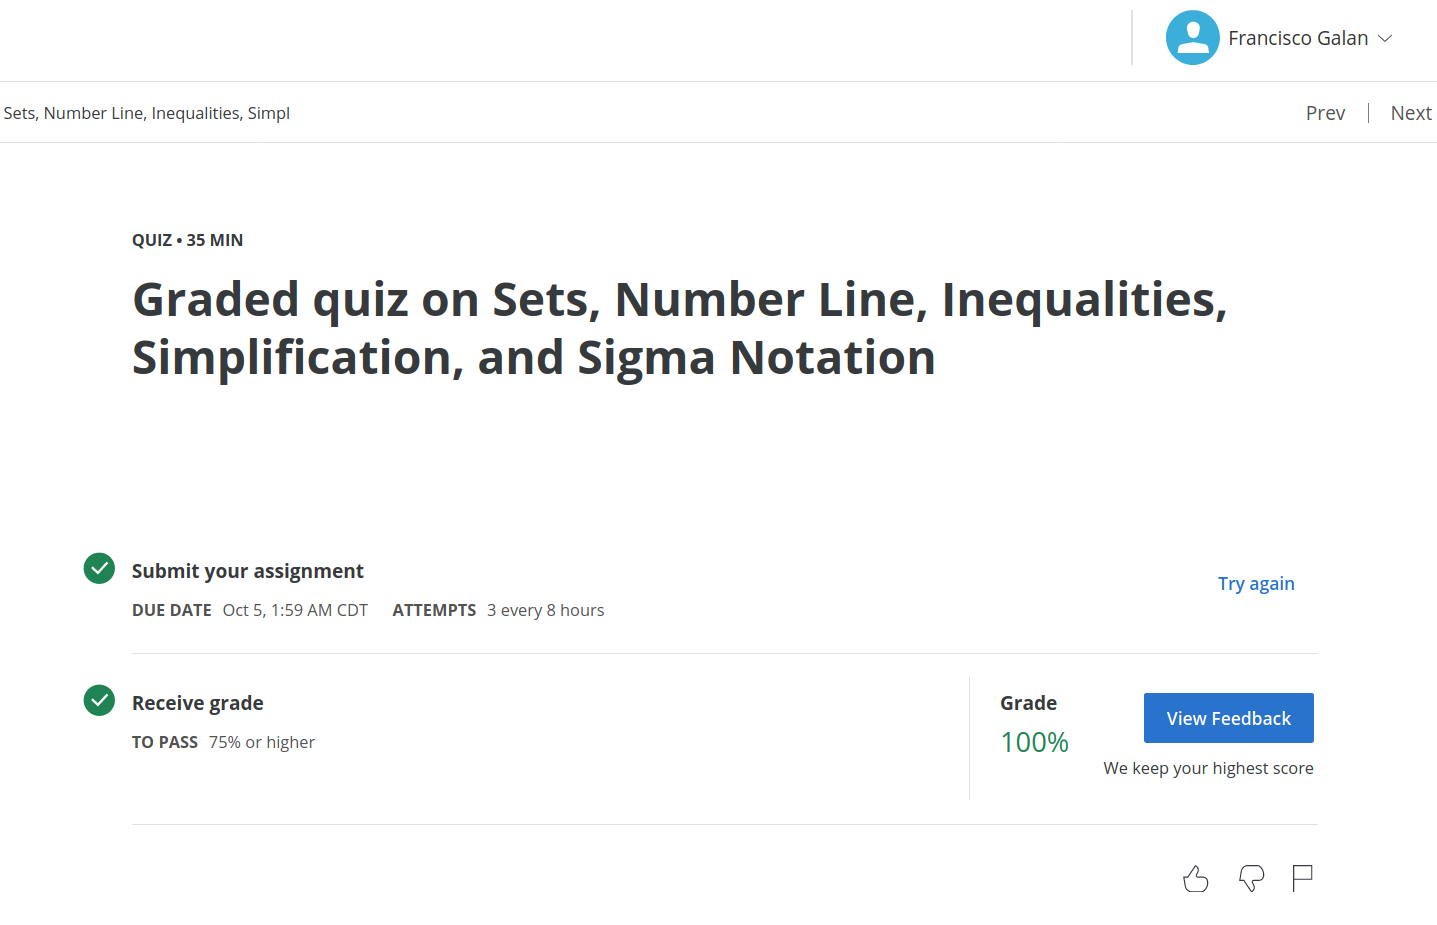 Francisco Galan
Sets, Number Line, Inequalities, Simpl
Prev
Next
QUIZ • 35 MIN
Graded quiz on Sets, Number Line, Inequalities,
Simplification, and Sigma Notation
Submit your assignment
DUE DATE Oct 5, 1:59 AM CDT ATTEMPTS 3 every 8 hours
Try again
Receive grade
TO PASS 75% or higher
Grade
100%
View Feedback
We keep your highest score